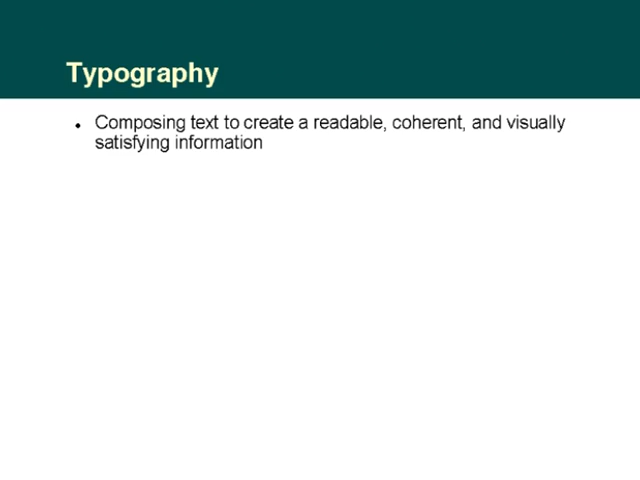 Typography
Composing text to create a readable, coherent, and visually
satisfying information